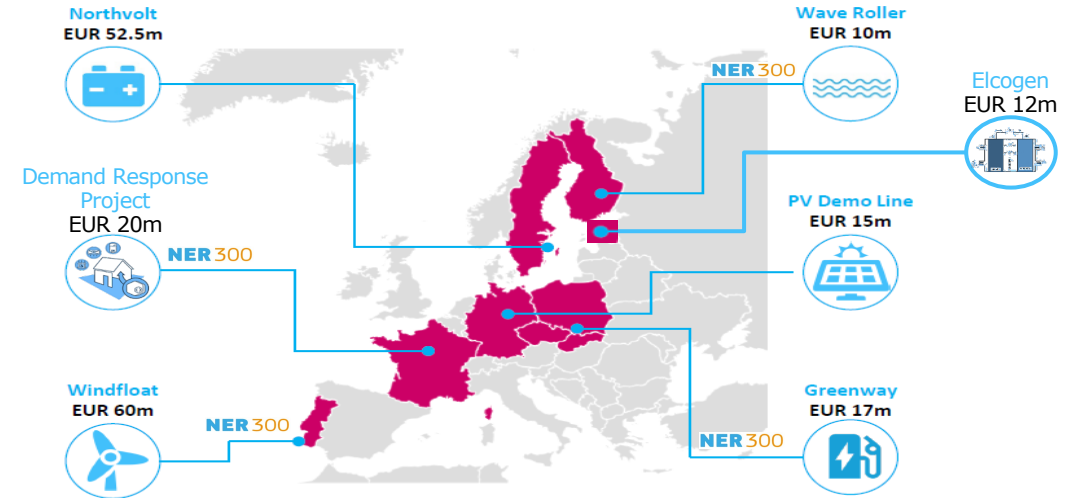 Northvolt
EUR 52.5m
Wave Roller
EUR 10m
NER300
Elcogen
EUR 12m
Demand Response
Project
EUR 20m
NER300
PV Demo Line
EUR 15m
Windfloat
EUR 60m
NER300
Greenway
EUR 17m
NER300